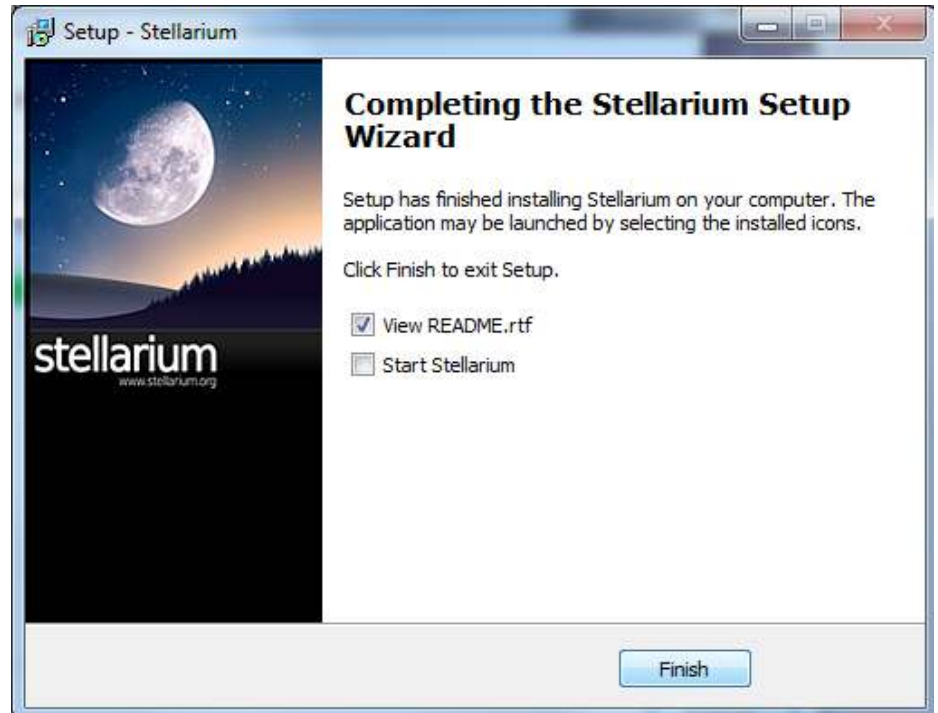 Setup - Stellarium
Completing the Stellarium Setup
Wizard
Setup has finished installing Stellarium on your computer. The
application may be launched by selecting the installed icons.
Click Finish to exit Setup.
View README.rtf
Start Stellarium
stellarium
www.stellarium.org
Finish